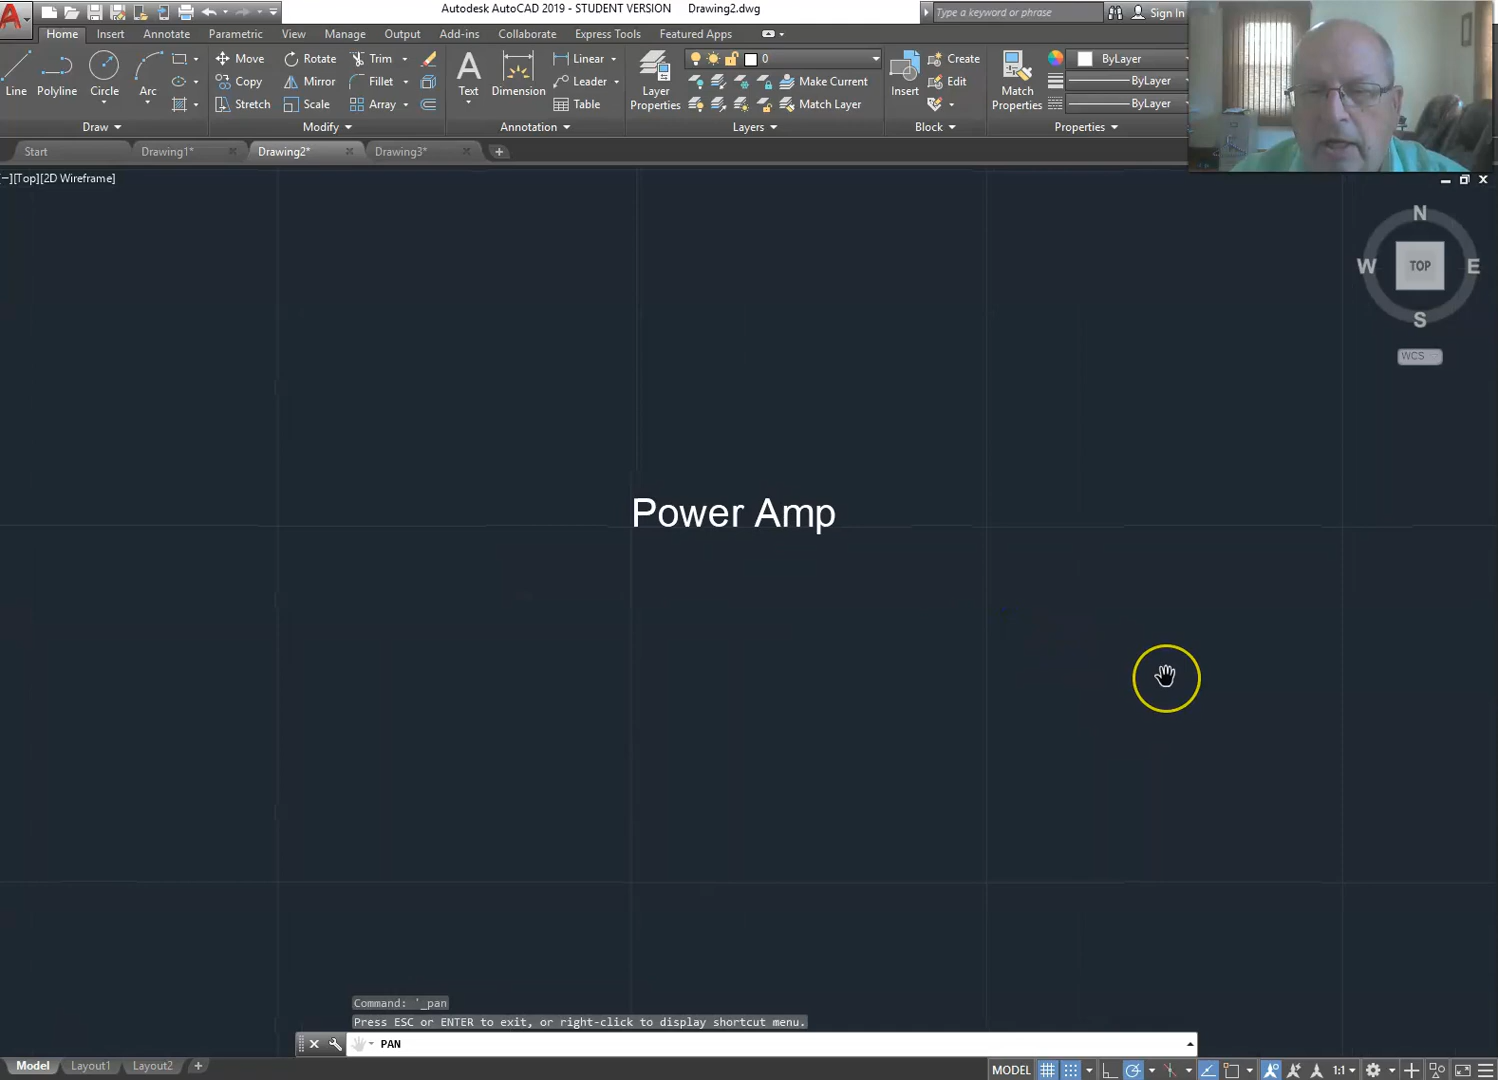 Autodesk AutoCAD 2019 - STUDENT VERSION Drawing2.dwg
Type a keyword or phrase
Sign In
Home Insert Annotate Parametric View Manage Output Add-ins Collaborate Express Tools Featured Apps
Line
Polyline
Circle
Arc
Draw
Move
Rotate
Trim
Copy
Mirror
Fillet
Stretch
Scale
Array
Modify
Text
Dimension
Linear
Leader
Table
Annotation
Layer
Properties
0
Make Current
Match Layer
Layers
Insert
Create
Edit
Block
Match
Properties
ByLayer
ByLayer
ByLayer
Properties
Start Drawing1* Drawing2* Drawing3*
[−][Top][2D Wireframe]
N
W TOP E
S
WCS
Power Amp
Command: '_pan
Press ESC or ENTER to exit, or right-click to display shortcut menu.
PAN
Model Layout1 Layout2 +
MODEL
1:1